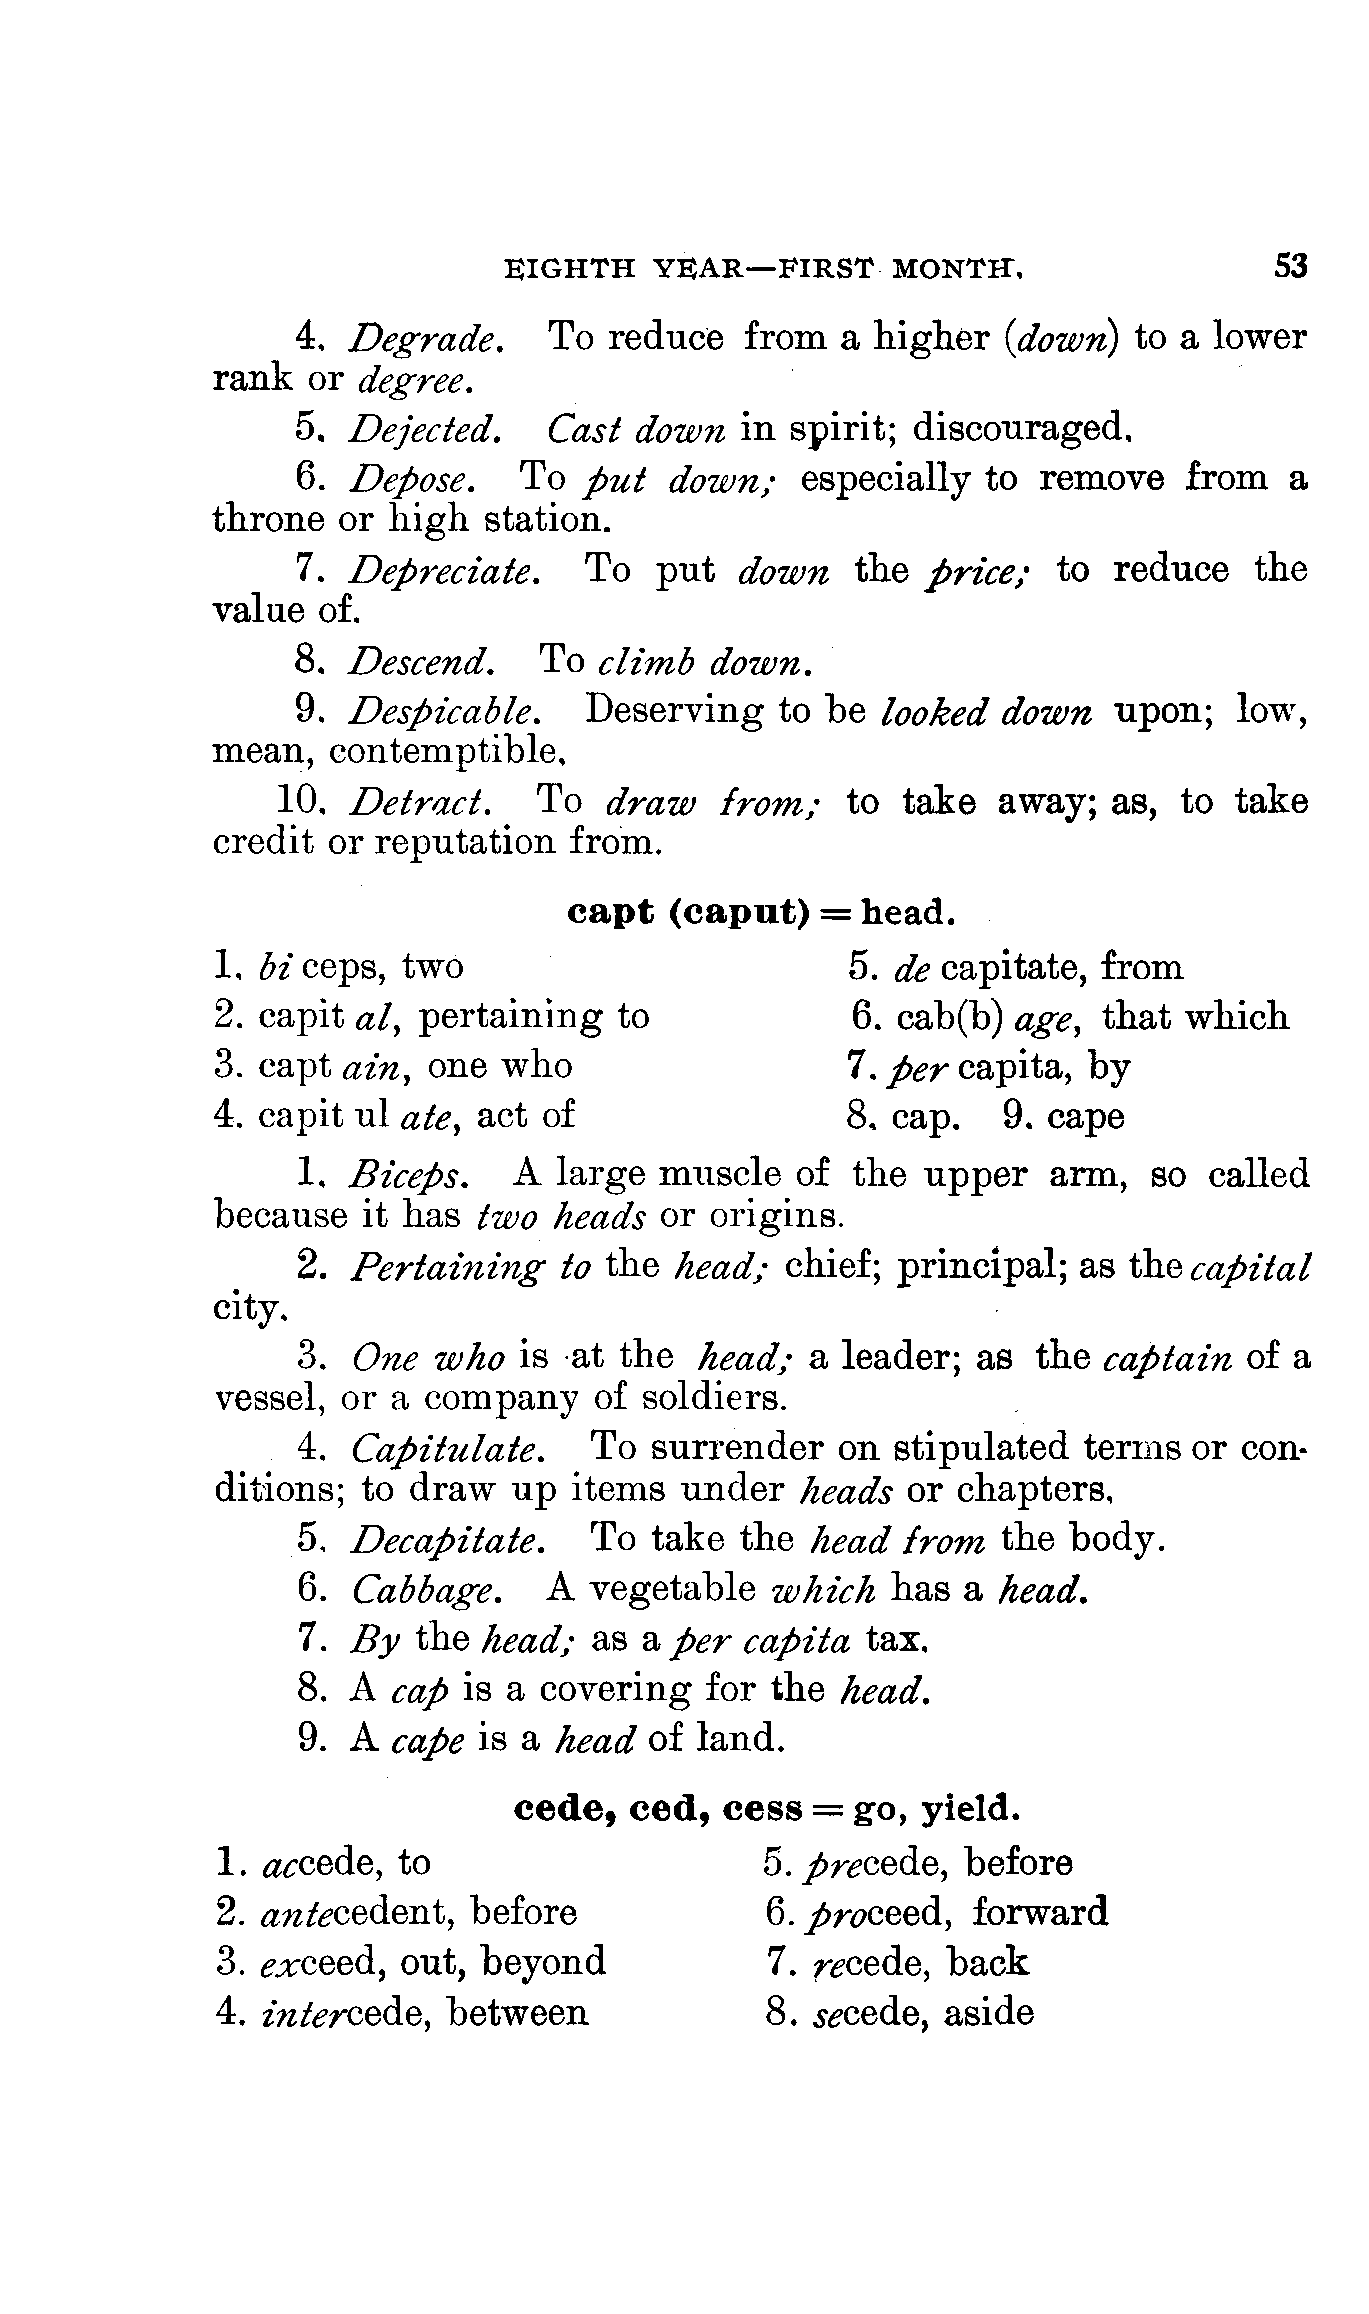 EIGHTH YEAR—FIRST MONTH. 53
4. Degrade. To reduce from a higher (down) to a lower
rank or degree.
5. Dejected. Cast down in spirit; discouraged.
6. Depose. To put down; especially to remove from a
throne or high station.
7. Depreciate. To put down the price; to reduce the
value of.
8. Descend. To climb down.
9. Despicable. Deserving to be looked down upon; low,
mean, contemptible.
10. Detract. To draw from; to take away; as, to take
credit or reputation from.
capt (caput) = head.
1. bi ceps, two
2. capit al, pertaining to
3. capt ain, one who
4. capit ul ate, act of
5. de capitate, from
6. cab(b) age, that which
7. per capita, by
8. cap. 9. cape
1. Biceps. A large muscle of the upper arm, so called
because it has two heads or origins.
2. Pertaining to the head; chief; principal; as the capital
city.
3. One who is at the head; a leader; as the captain of a
vessel, or a company of soldiers.
4. Capitulate. To surrender on stipulated terms or con-
ditions; to draw up items under heads or chapters.
5. Decapitate. To take the head from the body.
6. Cabbage. A vegetable which has a head.
7. By the head; as a per capita tax.
8. A cap is a covering for the head.
9. A cape is a head of land.
cede, ced, cess = go, yield.
1. accede, to
2. antecedent, before
3. exceed, out, beyond
4. intercede, between
5. precede, before
6. proceed, forward
7. recede, back
8. secede, aside